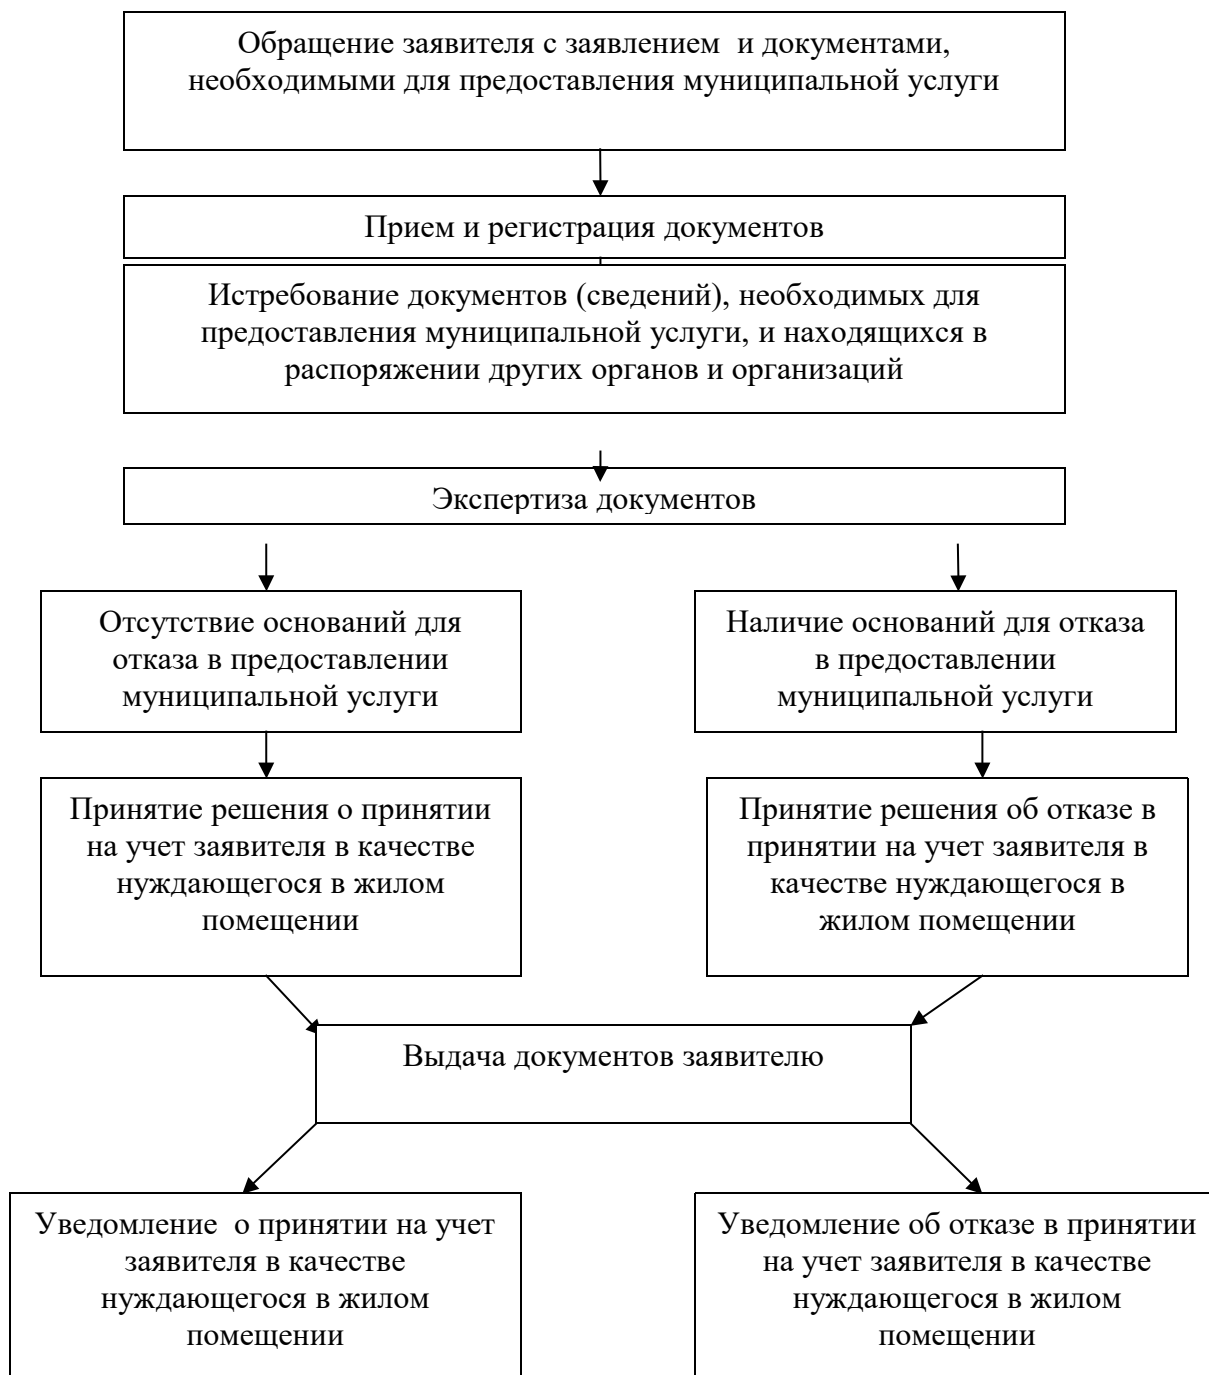 Обращение заявителя с заявлением  и документами,
необходимыми для предоставления муниципальной услуги
Прием и регистрация документов
Истребование документов (сведений), необходимых для
предоставления муниципальной услуги, и находящихся в
распоряжении других органов и организаций
Экспертиза документов
Отсутствие оснований для
отказа в предоставлении
муниципальной услуги
Наличие оснований для отказа
в предоставлении
муниципальной услуги
Принятие решения о принятии
на учет заявителя в качестве
нуждающегося в жилом
помещении
Принятие решения об отказе в
принятии на учет заявителя в
качестве нуждающегося в
жилом помещении
Выдача документов заявителю
Уведомление  о принятии на учет
заявителя в качестве
нуждающегося в жилом
помещении
Уведомление об отказе в принятии
на учет заявителя в качестве
нуждающегося в жилом
помещении